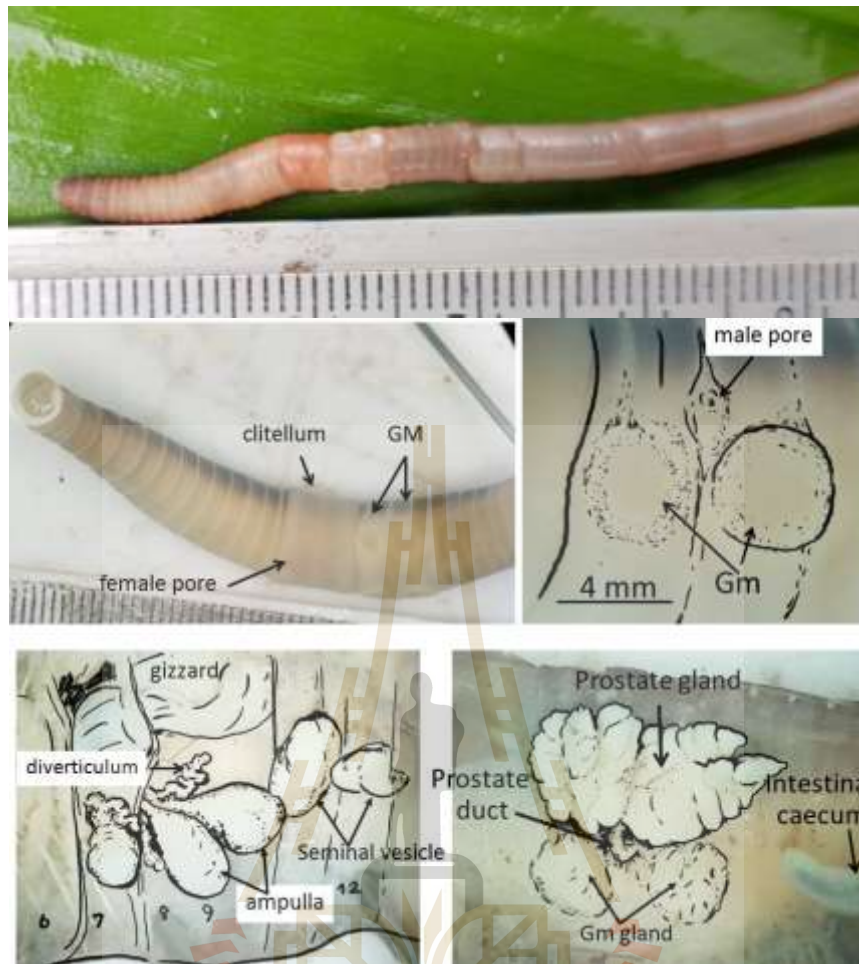 clitellum
GM
female pore
male pore
4 mm
Gm
gizzard
diverticulum
Seminal vesicle
ampulla
6
7
8
9
12
Prostate gland
Prostate
duct
Intestina
caecum
Gm gland